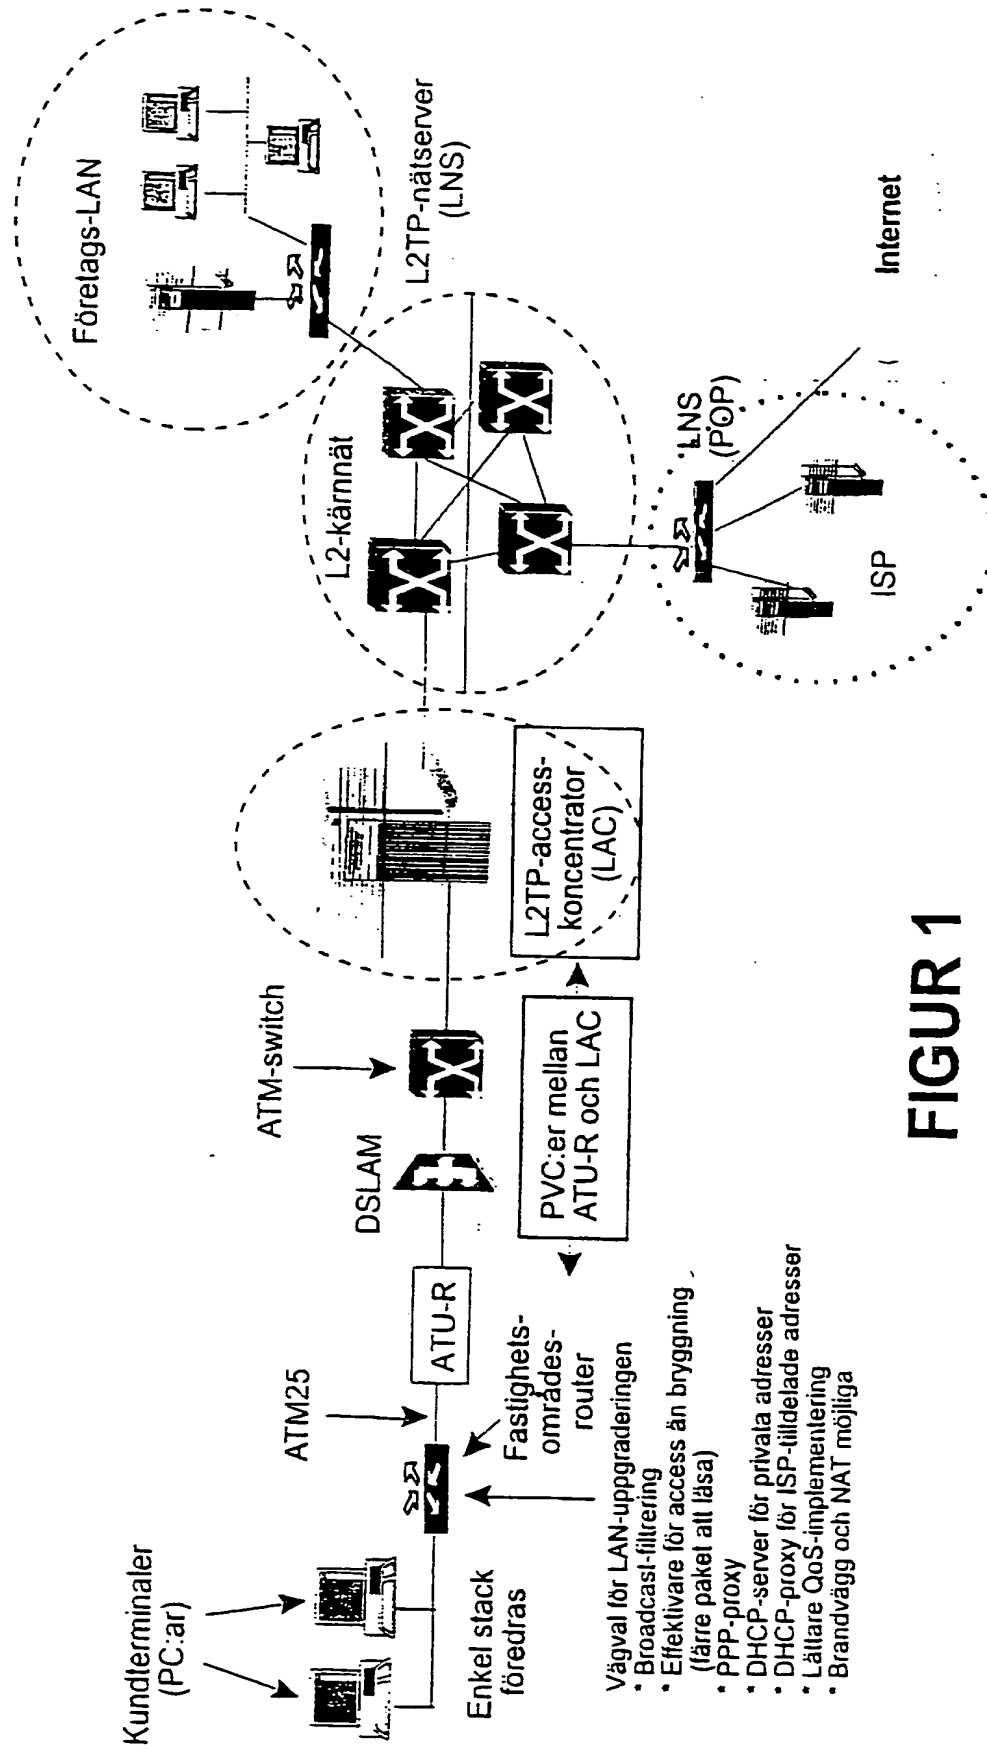 Kundterminaler
(PC:ar)
Enkel stack
föredras
ATM25
Fastighets-
områdes-
router
Vägval för LAN-uppgraderingen
* Broadcast-filtrering
* Effektivare för access än bryggning
(färre paket att läsa)
* PPP-proxy
* DHCP-server för privata adresser
* DHCP-proxy för ISP-tilldelade adresser
* Lättare QoS-implementering
* Brandvägg och NAT möjliga
ATU-R
DSLAM
ATM-switch
PVC:er mellan
ATU-R och LAC
L2TP-access-
koncentrator
(LAC)
L2-kärnnät
Företags-LAN
L2TP-nätserver
(LNS)
LNS
(POP)
ISP
Internet
FIGUR 1